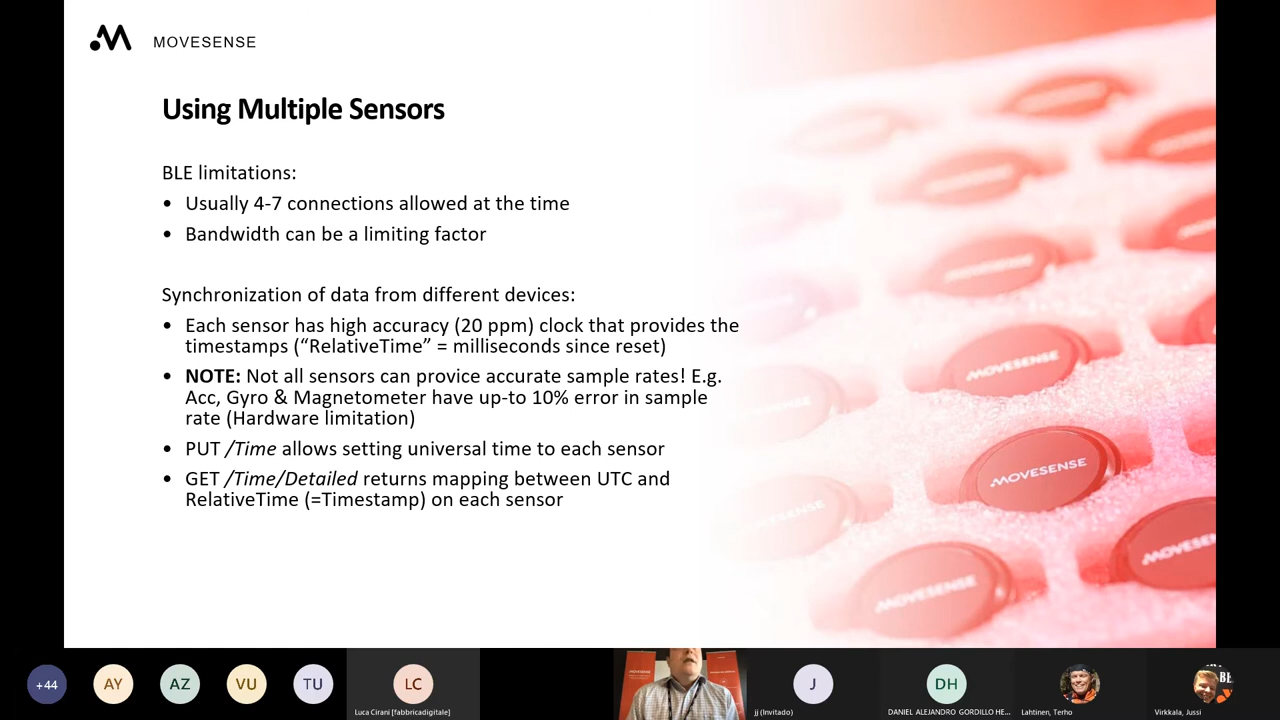 MOVESENSE
Using Multiple Sensors
BLE limitations:
• Usually 4-7 connections allowed at the time
• Bandwidth can be a limiting factor
Synchronization of data from different devices:
• Each sensor has high accuracy (20 ppm) clock that provides the
timestamps (“RelativeTime” = milliseconds since reset)
• NOTE: Not all sensors can provice accurate sample rates! E.g.
Acc, Gyro & Magnetometer have up-to 10% error in sample
rate (Hardware limitation)
• PUT /Time allows setting universal time to each sensor
• GET /Time/Detailed returns mapping between UTC and
RelativeTime (=Timestamp) on each sensor
MOVESENSE
MOVESENSE
MOVESENSE
MOVESENSE
+44
AY
AZ
VU
TU
LC
J
DH
Luca Cirani [fabbricadigitale]
jj (Invitado)
DANIEL ALEJANDRO GORDILLO HE...
Lahtinen, Terho
Virkkala, Jussi